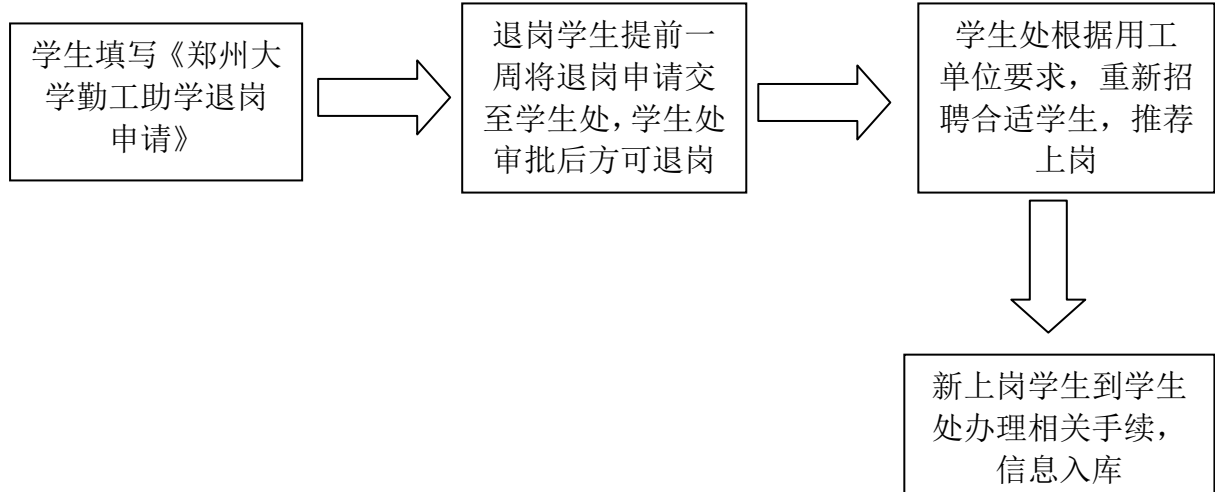 学生填写《郑州大
学勤工助学退岗
申请》
退岗学生提前一
周将退岗申请交
至学生处,学生处
审批后方可退岗
学生处根据用工
单位要求，重新招
聘合适学生，推荐
上岗
新上岗学生到学生
处办理相关手续，
信息入库